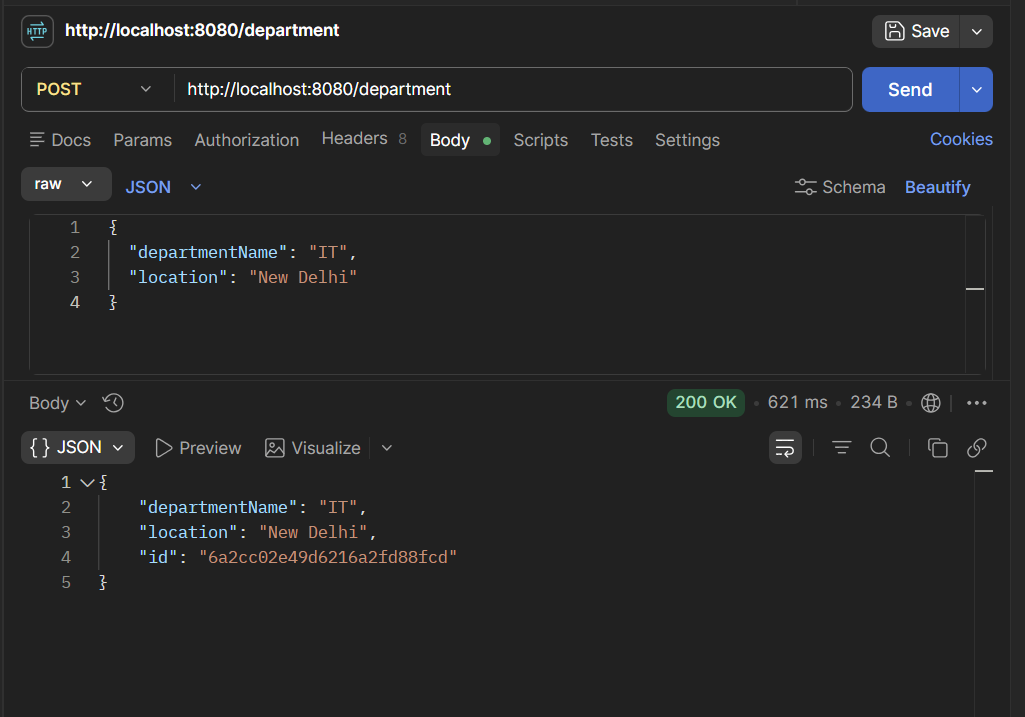 HTTP http://localhost:8080/department Save
POST http://localhost:8080/department Send
Docs Params Authorization Headers 8 Body Scripts Tests Settings Cookies
raw JSON Schema Beautify
1 {
2 "departmentName": "IT",
3 "location": "New Delhi"
4 }
Body 200 OK • 621 ms • 234 B •
{} JSON Preview Visualize
1 {
2 "departmentName": "IT",
3 "location": "New Delhi",
4 "id": "6a2cc02e49d6216a2fd88fcd"
5 }